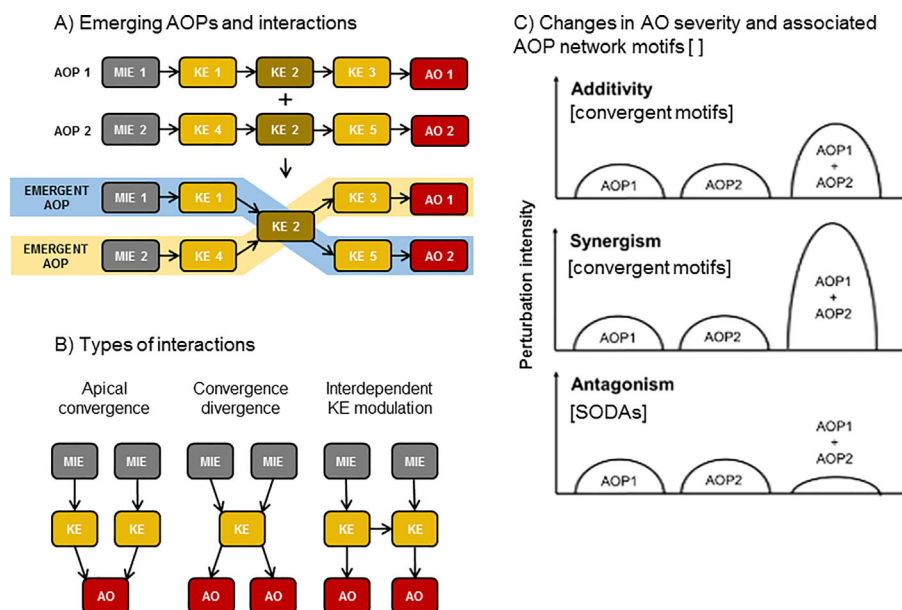 A) Emerging AOPs and interactions
AOP 1 MIE 1 KE 1 KE 2 KE 3 AO 1
+
AOP 2 MIE 2 KE 4 KE 2 KE 5 AO 2
EMERGENT
AOP
MIE 1 KE 1 KE 3 AO 1
KE 2
EMERGENT
AOP
MIE 2 KE 4 KE 5 AO 2
B) Types of interactions
Apical
convergence
Convergence
divergence
Interdependent
KE modulation
MIE MIE MIE MIE MIE MIE
KE KE KE KE KE
AO AO AO AO AO
C) Changes in AO severity and associated
AOP network motifs [ ]
Perturbation intensity
Additivity
[convergent motifs]
AOP1 AOP2
AOP1
+
AOP2
Synergism
[convergent motifs]
AOP1 AOP2
AOP1
+
AOP2
Antagonism
[SODAs]
AOP1 AOP2
AOP1
+
AOP2